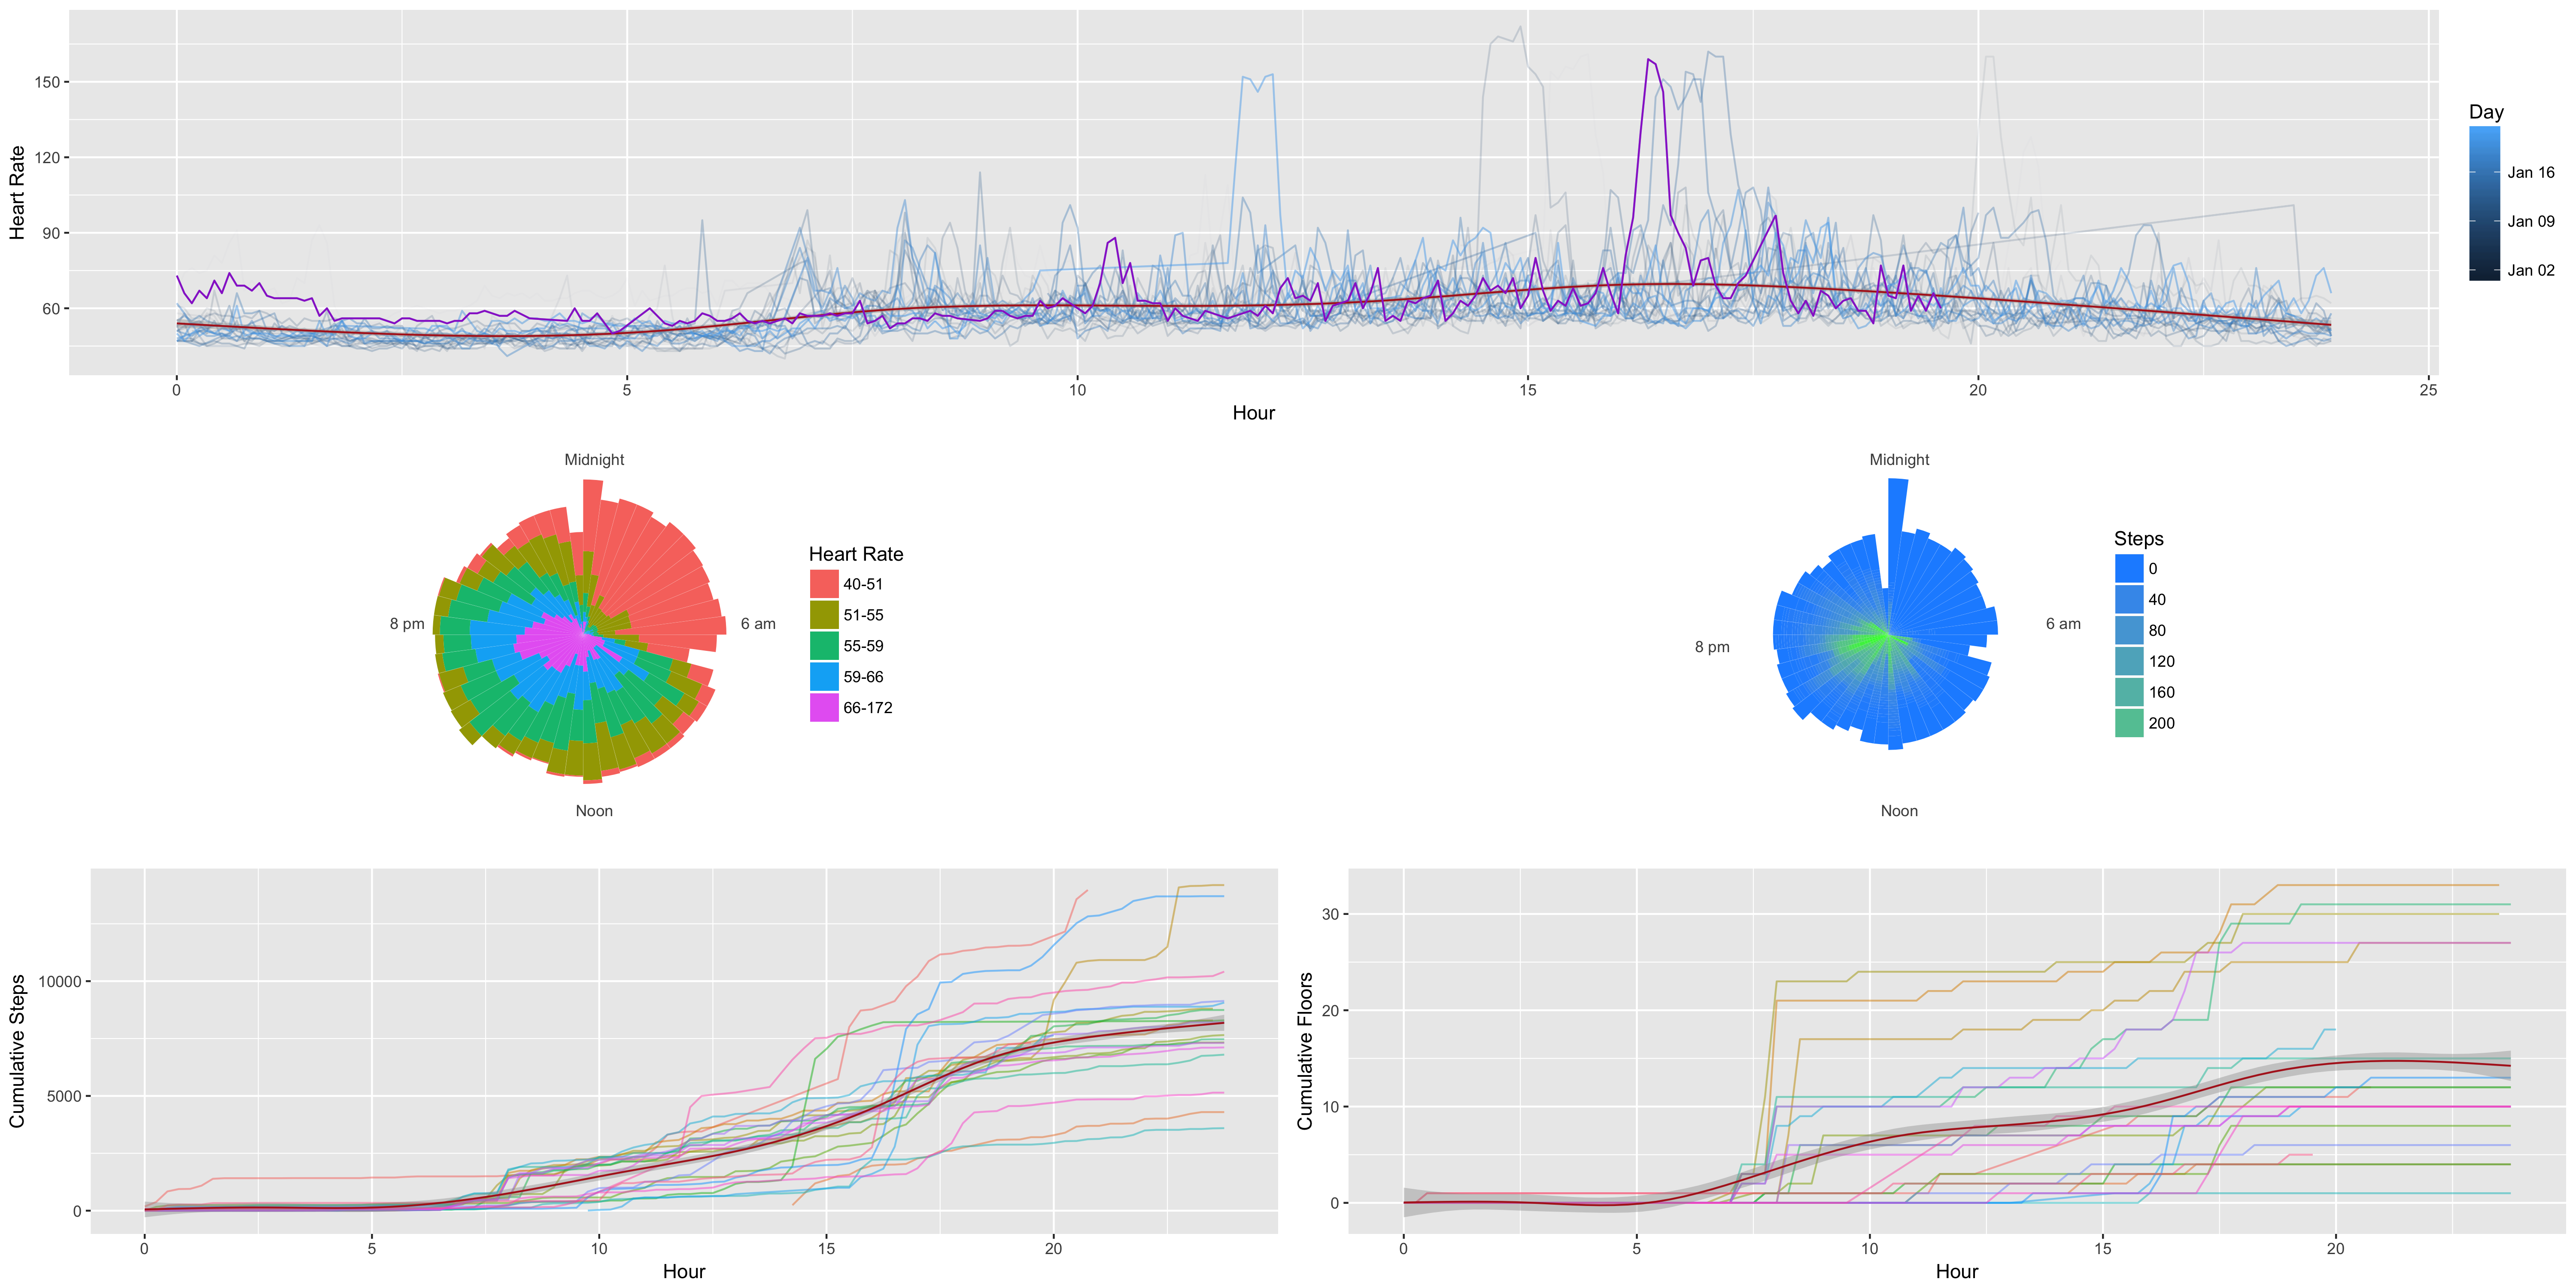 150
120
90
60
Heart Rate
0 5 10 15 20 25
Hour
Day
Jan 16
Jan 09
Jan 02
Midnight
8 pm
6 am
Noon
Heart Rate
40-51
51-55
55-59
59-66
66-172
Midnight
8 pm
6 am
Noon
Steps
0
40
80
120
160
200
10000
5000
0
Cumulative Steps
0 5 10 15 20
Hour
30
20
10
0
Cumulative Floors
0 5 10 15 20
Hour